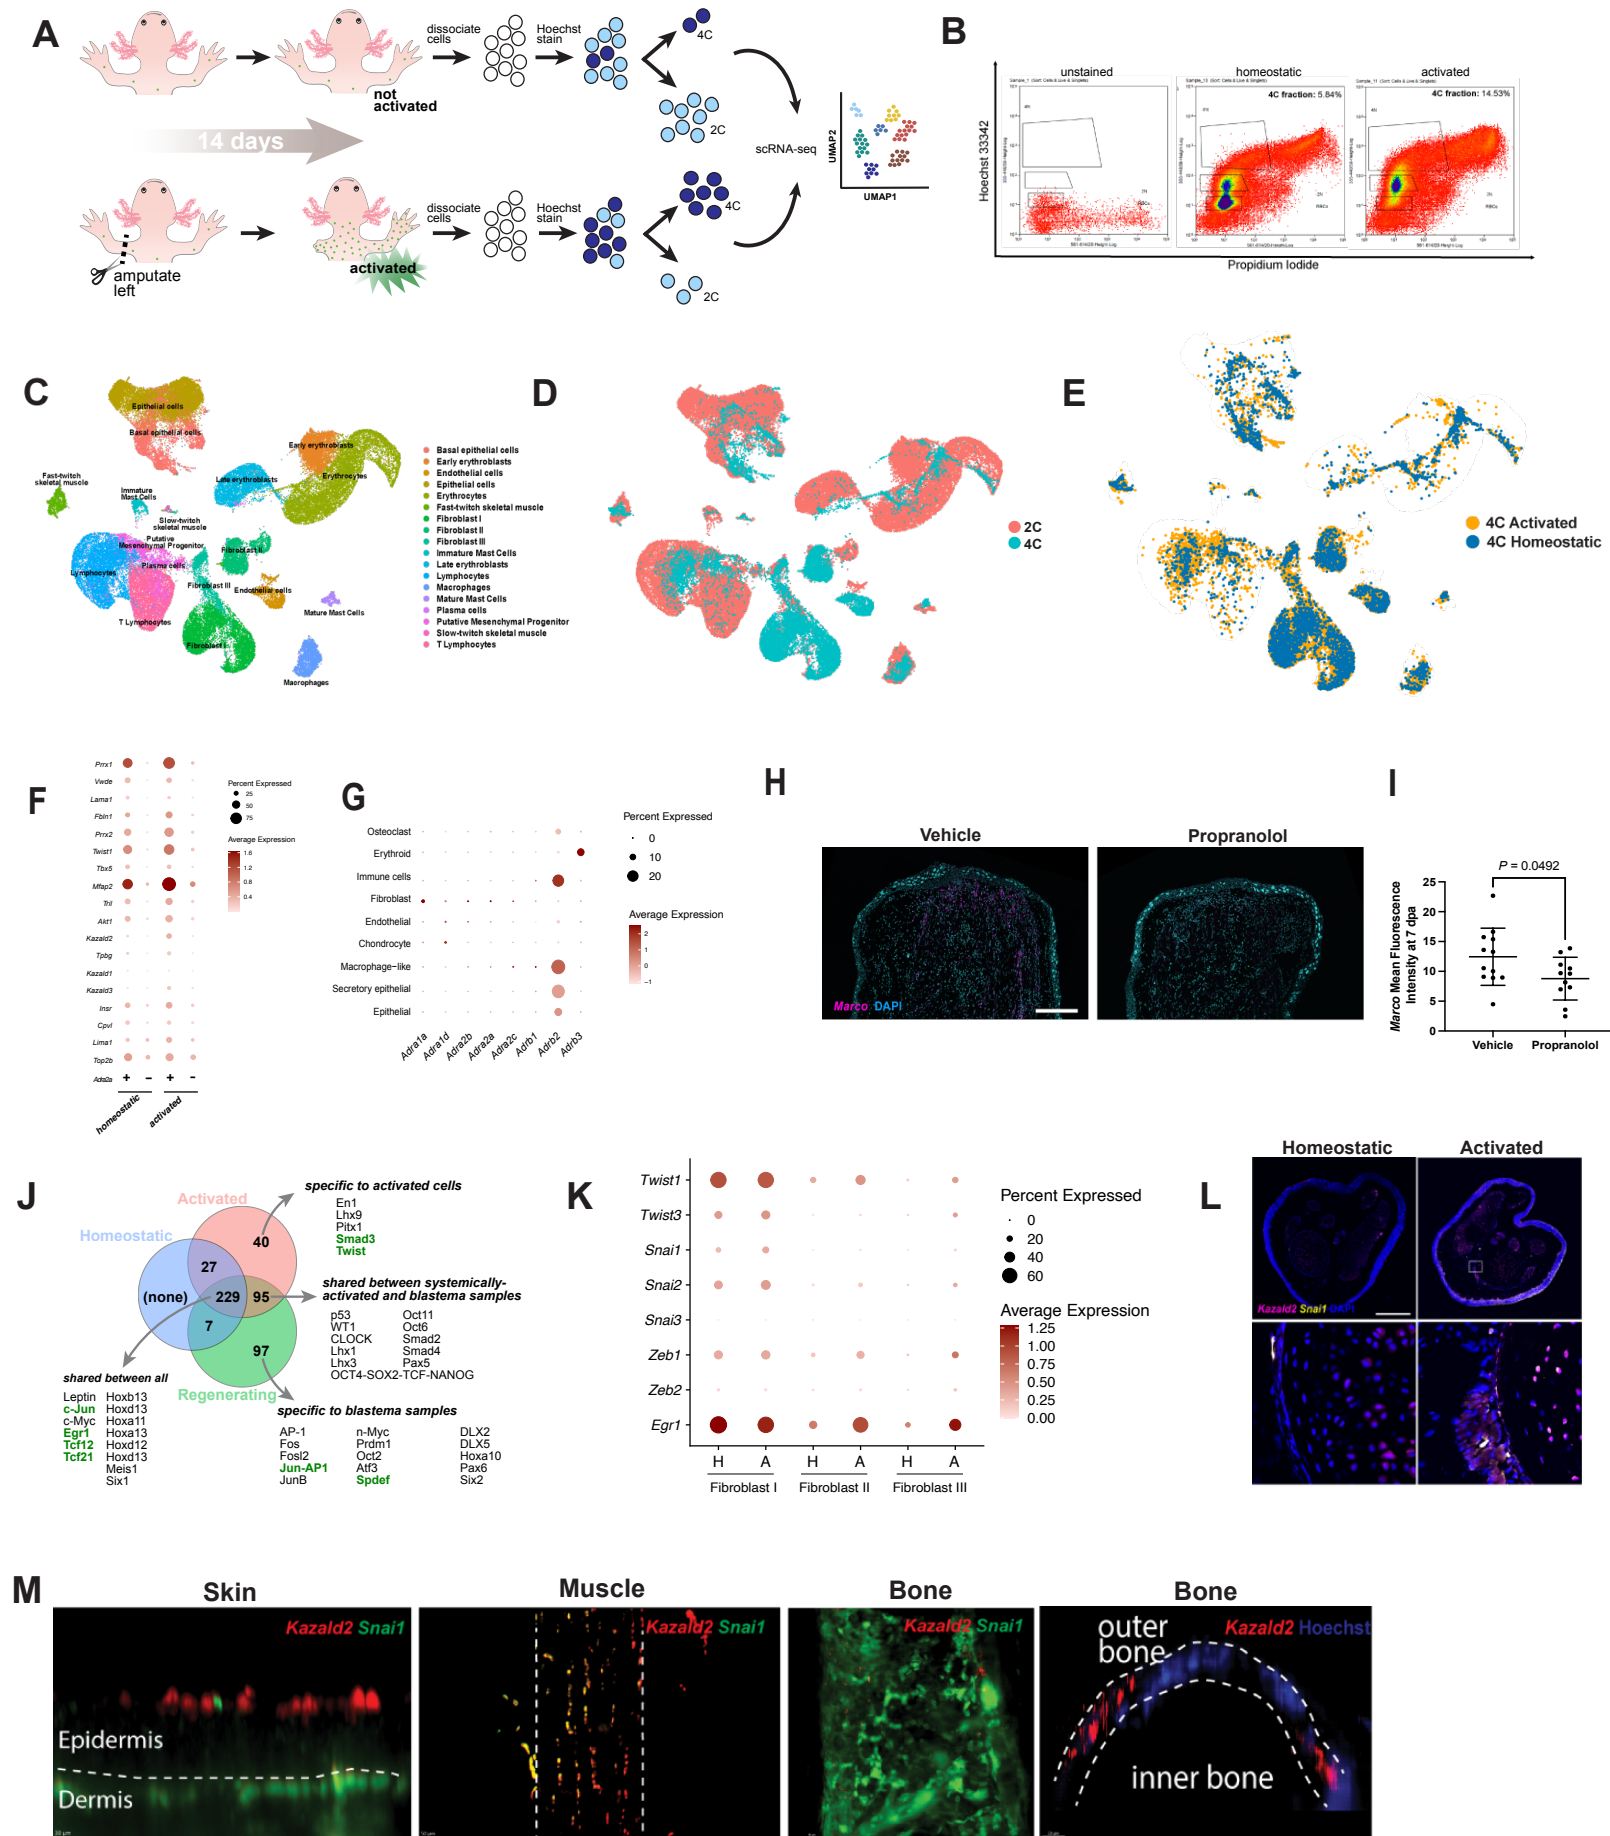 A
not
activated
14 days
amputate
left
activated
dissociate
cells
Hoechst
stain
4C
2C
dissociate
cells
Hoechst
stain
4C
2C
scRNA-seq
UMAP2
UMAP1
B
unstained
homeostatic
activated
4C fraction: 5.84%
4C fraction: 14.53%
Hoechst 33342
Propidium Iodide
C
Epithelial cells
Basal epithelial cells
Early erythroblasts
Erythrocytes
Late erythroblasts
Fast-twitch
skeletal muscle
Immature
Mast Cells
Slow-twitch
skeletal muscle
Putative
Mesenchymal Progenitor
Plasma cells
Lymphocytes
T Lymphocytes
Fibroblast II
Fibroblast III
Endothelial cells
Fibroblast I
Mature Mast Cells
Macrophages
Basal epithelial cells
Early erythroblasts
Endothelial cells
Epithelial cells
Erythrocytes
Fast-twitch skeletal muscle
Fibroblast I
Fibroblast II
Fibroblast III
Immature Mast Cells
Late erythroblasts
Lymphocytes
Macrophages
Mature Mast Cells
Plasma cells
Putative Mesenchymal Progenitor
Slow-twitch skeletal muscle
T Lymphocytes
D
2C
4C
E
4C Activated
4C Homeostatic
F
Prrx1
Vwde
Lama1
Fbln1
Prrx2
Twist1
Tbx5
Mfap2
Tril
Akt1
Kazald2
Tpbg
Kazald1
Kazald3
Insr
Cpvl
Lima1
Top2b
Adra2a
+ − + −
homeostatic
activated
Percent Expressed
25
50
75
Average Expression
1.6
1.2
0.8
0.4
G
Osteoclast
Erythroid
Immune cells
Fibroblast
Endothelial
Chondrocyte
Macrophage−like
Secretory epithelial
Epithelial
Adra1a
Adra1d
Adra2b
Adra2a
Adra2c
Adrb1
Adrb2
Adrb3
Percent Expressed
0
10
20
Average Expression
2
1
0
−1
H
Vehicle
Propranolol
Marco DAPI
I
P = 0.0492
Marco Mean Fluorescence
Intensity at 7 dpa
25
20
15
10
5
0
Vehicle
Propranolol
J
Activated
Homeostatic
Regenerating
40
27
(none)
229
95
7
97
specific to activated cells
En1
Lhx9
Pitx1
Smad3
Twist
shared between systemically-
activated and blastema samples
p53 Oct11
WT1 Oct6
CLOCK Smad2
Lhx1 Smad4
Lhx3 Pax5
OCT4-SOX2-TCF-NANOG
shared between all
Leptin Hoxb13
c-Jun Hoxd13
c-Myc Hoxa11
Egr1 Hoxa13
Tcf12 Hoxd12
Tcf21 Hoxd13
Meis1
Six1
specific to blastema samples
AP-1 n-Myc DLX2
Fos Prdm1 DLX5
Fosl2 Oct2 Hoxa10
Jun-AP1 Atf3 Pax6
JunB Spdef Six2
K
Twist1
Twist3
Snai1
Snai2
Snai3
Zeb1
Zeb2
Egr1
H A H A H A
Fibroblast I
Fibroblast II
Fibroblast III
Percent Expressed
0
20
40
60
Average Expression
1.25
1.00
0.75
0.50
0.25
0.00
L
Homeostatic
Activated
Kazald2 Snai1 DAPI
M
Skin
Muscle
Bone
Bone
Kazald2 Snai1
Epidermis
Dermis
Kazald2 Snai1
Kazald2 Snai1
Kazald2 Hoechst
outer
bone
inner bone